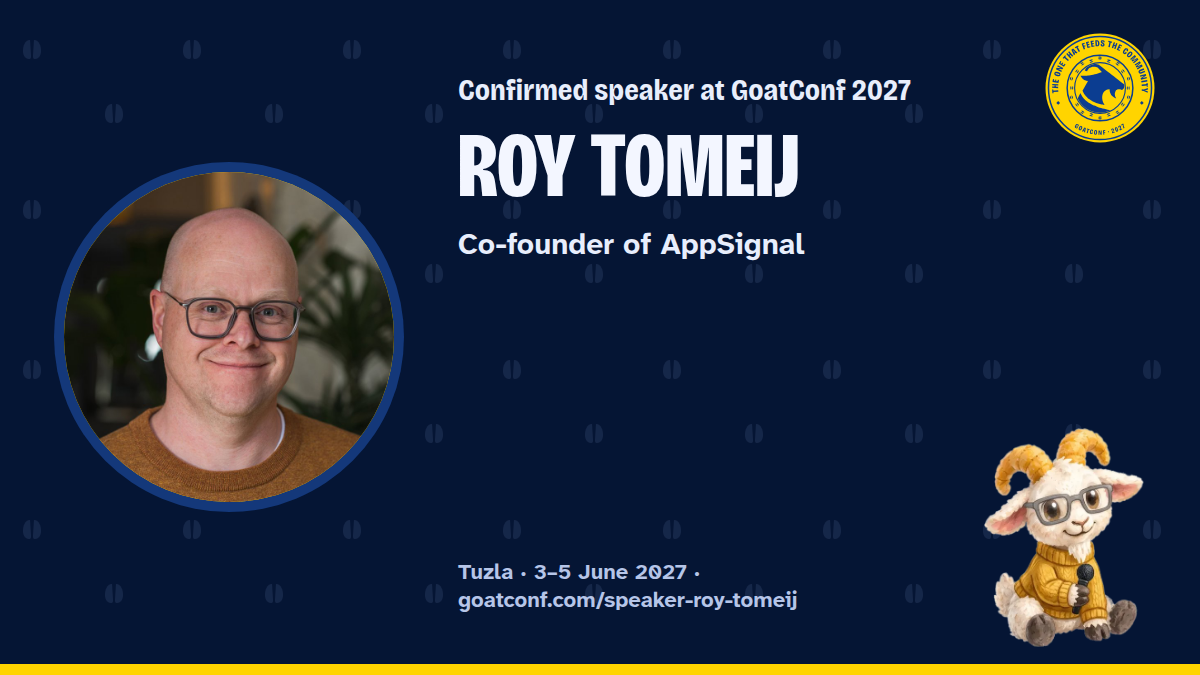 Confirmed speaker at GoatConf 2027
ROY TOMEIJ
Co-founder of AppSignal
Tuzla · 3–5 June 2027 ·
goatconf.com/speaker-roy-tomeij
THE ONE THAT FEEDS THE COMMUNITY
GOATCONF · 2027